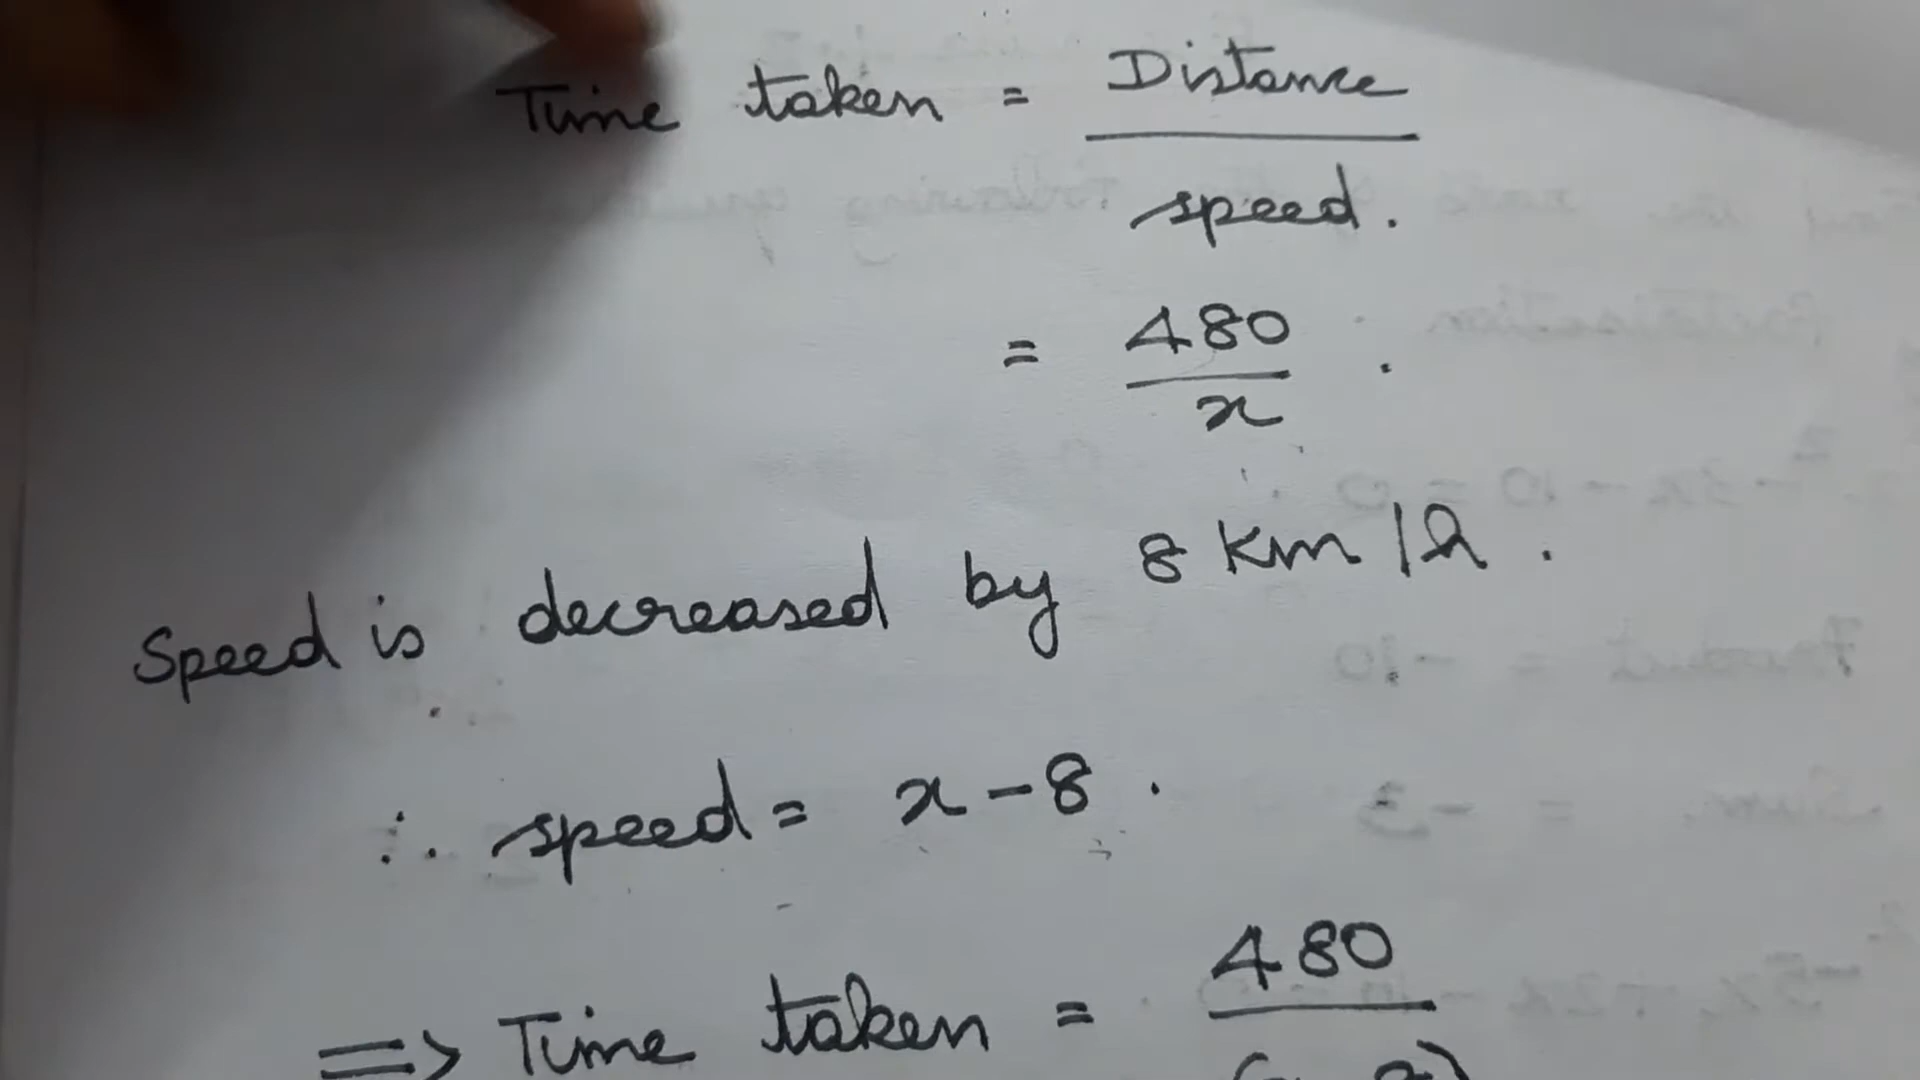 Time taken = Distance
speed.
= 480
x
Speed is decreased by 8 km/h.
∴ speed = x - 8.
=> Time taken = 480